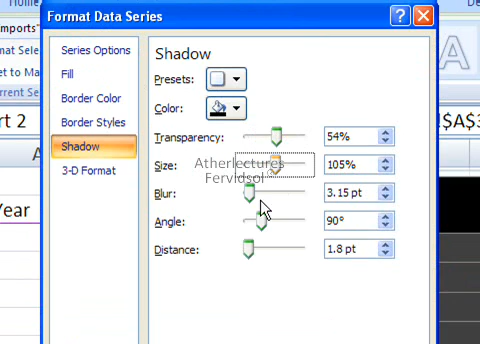 Home
Format Data Series
?
mports"
Series Options
Shadow
mat Sele
Fill
Presets:
et to Ma
Border Color
Color:
A
rrent Se
Border Styles
rt 2
Shadow
Transparency: 54%
!$A$3
3-D Format
Size: 105%
Atherlectures
Fervidsol
Blur: 3.15 pt
Year
Angle: 90°
Distance: 1.8 pt